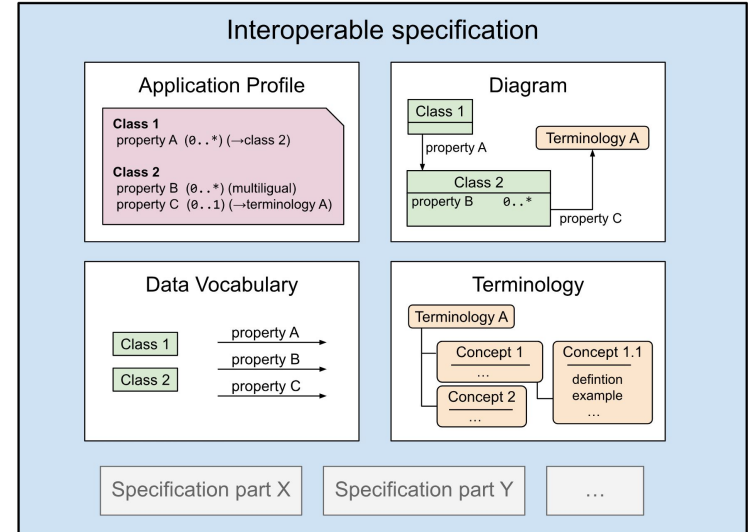 Interoperable specification
Application Profile
Class 1
property A (0..*) (→class 2)
Class 2
property B (0..*) (multiligual)
property C (0..1) (→terminology A)
Diagram
Class 1
property A
Terminology A
Class 2
property B 0..*
property C
Data Vocabulary
Class 1
Class 2
property A
property B
property C
Terminology
Terminology A
Concept 1
...
Concept 2
...
Concept 1.1
defintion
example
...
Specification part X
Specification part Y
...